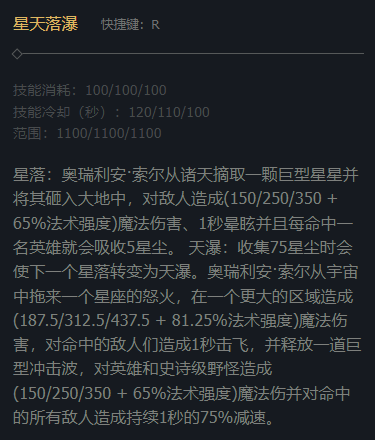 星天落瀑 快捷键：R
技能消耗：100/100/100
技能冷却（秒）：120/110/100
范围：1100/1100/1100
星落：奥瑞利安·索尔从诸天摘取一颗巨型星星并
将其砸入大地中，对敌人造成(150/250/350 +
65%法术强度)魔法伤害、1秒晕眩并且每命中一
名英雄就会吸收5星尘。 天瀑：收集75星尘时会
使下一个星落转变为天瀑。奥瑞利安·索尔从宇宙
中拖来一个星座的怒火，在一个更大的区域造成
(187.5/312.5/437.5 + 81.25%法术强度)魔法伤
害，对命中的敌人们造成1秒击飞，并释放一道巨
型冲击波，对英雄和史诗级野怪造成
(150/250/350 + 65%法术强度)魔法伤并对命中
的所有敌人造成持续1秒的75%减速。